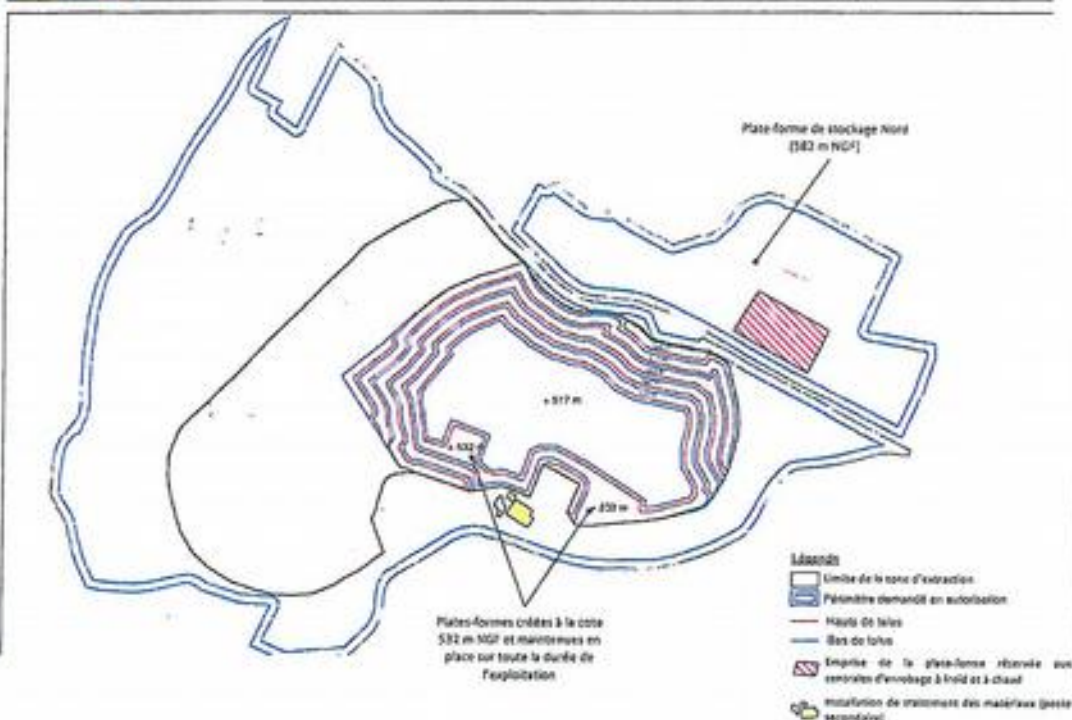 Plate-forme de stockage Nord
(582 m NGF)
+ 517 m
+ 532 m
532 m
Plates-formes créées à la cote
532 m NGF et maintenues en
place sur toute la durée de
l'exploitation
Légende
Limite de la zone d'extraction
Périmètre demandé en autorisation
Hauts de talus
Bas de talus
Emprise de la plate-forme réservée aux
centrales d'enrobage à froid et à chaud
Installation de traitement des matériaux (poste
secondaire)